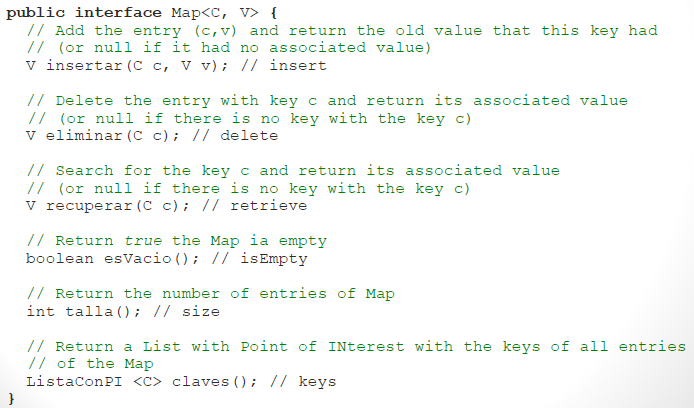 public interface Map<C, V> {
// Add the entry (c,v) and return the old value that this key had
// (or null if it had no associated value)
V insertar(C c, V v); // insert
// Delete the entry with key c and return its associated value
// (or null if there is no key with the key c)
V eliminar(C c); // delete
// Search for the key c and return its associated value
// (or null if there is no key with the key c)
V recuperar(C c); // retrieve
// Return true the Map ia empty
boolean esVacio(); // isEmpty
// Return the number of entries of Map
int talla(); // size
// Return a List with Point of INterest with the keys of all entries
// of the Map
ListaConPI <C> claves(); // keys
}